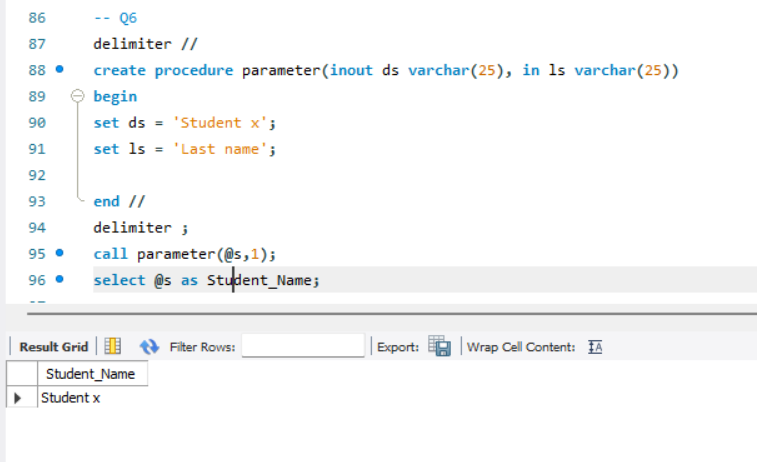 86 -- Q6
87 delimiter //
88 create procedure parameter(inout ds varchar(25), in ls varchar(25))
89 begin
90 set ds = 'Student x';
91 set ls = 'Last name';
92
93 end //
94 delimiter ;
95 call parameter(@s,1);
96 select @s as Student_Name;
Result Grid Filter Rows: Export: Wrap Cell Content: IA
Student_Name
Student x